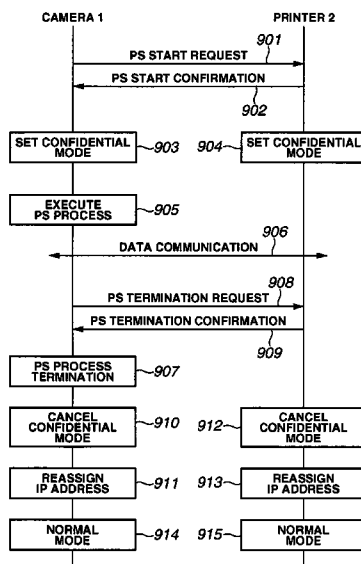 CAMERA 1
PRINTER 2
901
PS START REQUEST
PS START CONFIRMATION
902
SET CONFIDENTIAL
MODE
903
904
SET CONFIDENTIAL
MODE
EXECUTE
PS PROCESS
905
906
DATA COMMUNICATION
908
PS TERMINATION REQUEST
PS TERMINATION CONFIRMATION
909
PS PROCESS
TERMINATION
907
CANCEL
CONFIDENTIAL
MODE
910
912
CANCEL
CONFIDENTIAL
MODE
REASSIGN
IP ADDRESS
911
913
REASSIGN
IP ADDRESS
NORMAL
MODE
914
915
NORMAL
MODE